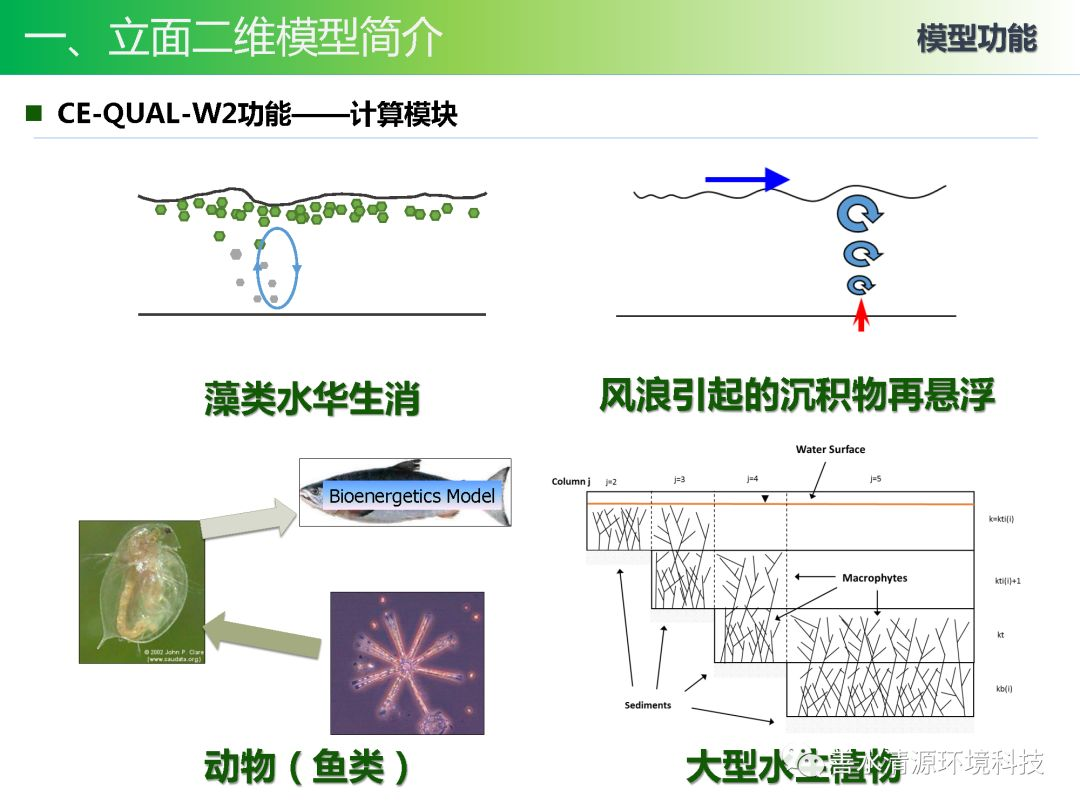 一、立面二维模型简介
模型功能
CE-QUAL-W2功能——计算模块
藻类水华生消
风浪引起的沉积物再悬浮
Bioenergetics Model
© 2002 John P. Clare
(www.caudata.org)
动物（鱼类）
Water Surface
Column j
j=2
j=3
j=4
j=5
k=kti(i)
Macrophytes
kti(i)+1
kt
Sediments
kb(i)
大型水生植物
善水清源环境科技